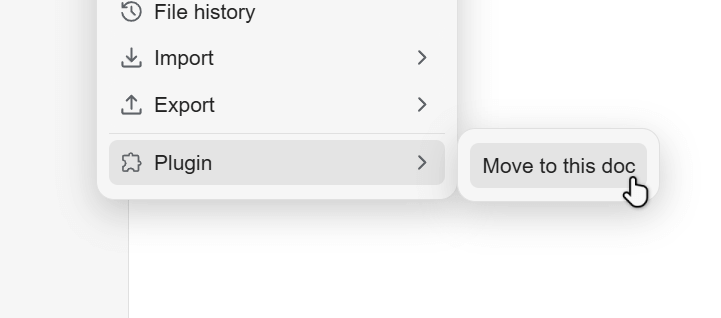 File history
Import
Export
Plugin
Move to this doc